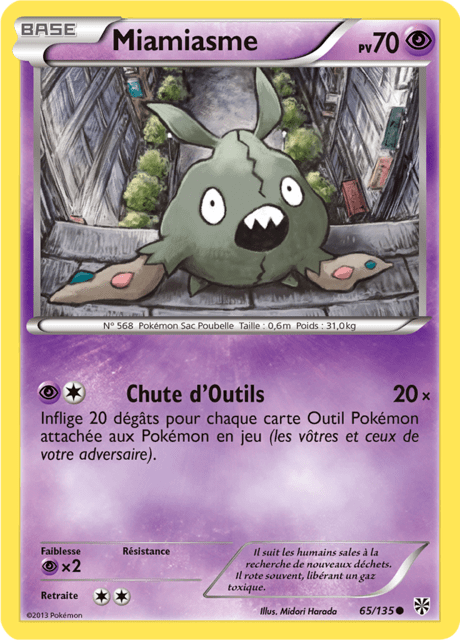 BASE Miamiasme PV70
N° 568 Pokémon Sac Poubelle Taille : 0,6m Poids : 31,0kg
Chute d'Outils 20×
Inflige 20 dégâts pour chaque carte Outil Pokémon
attachée aux Pokémon en jeu (les vôtres et ceux de
votre adversaire).
Faiblesse Résistance
×2
Retraite
Il suit les humains sales à la
recherche de nouveaux déchets.
Il rote souvent, libérant un gaz
toxique.
Illus. Midori Harada 65/135
©2013 Pokémon